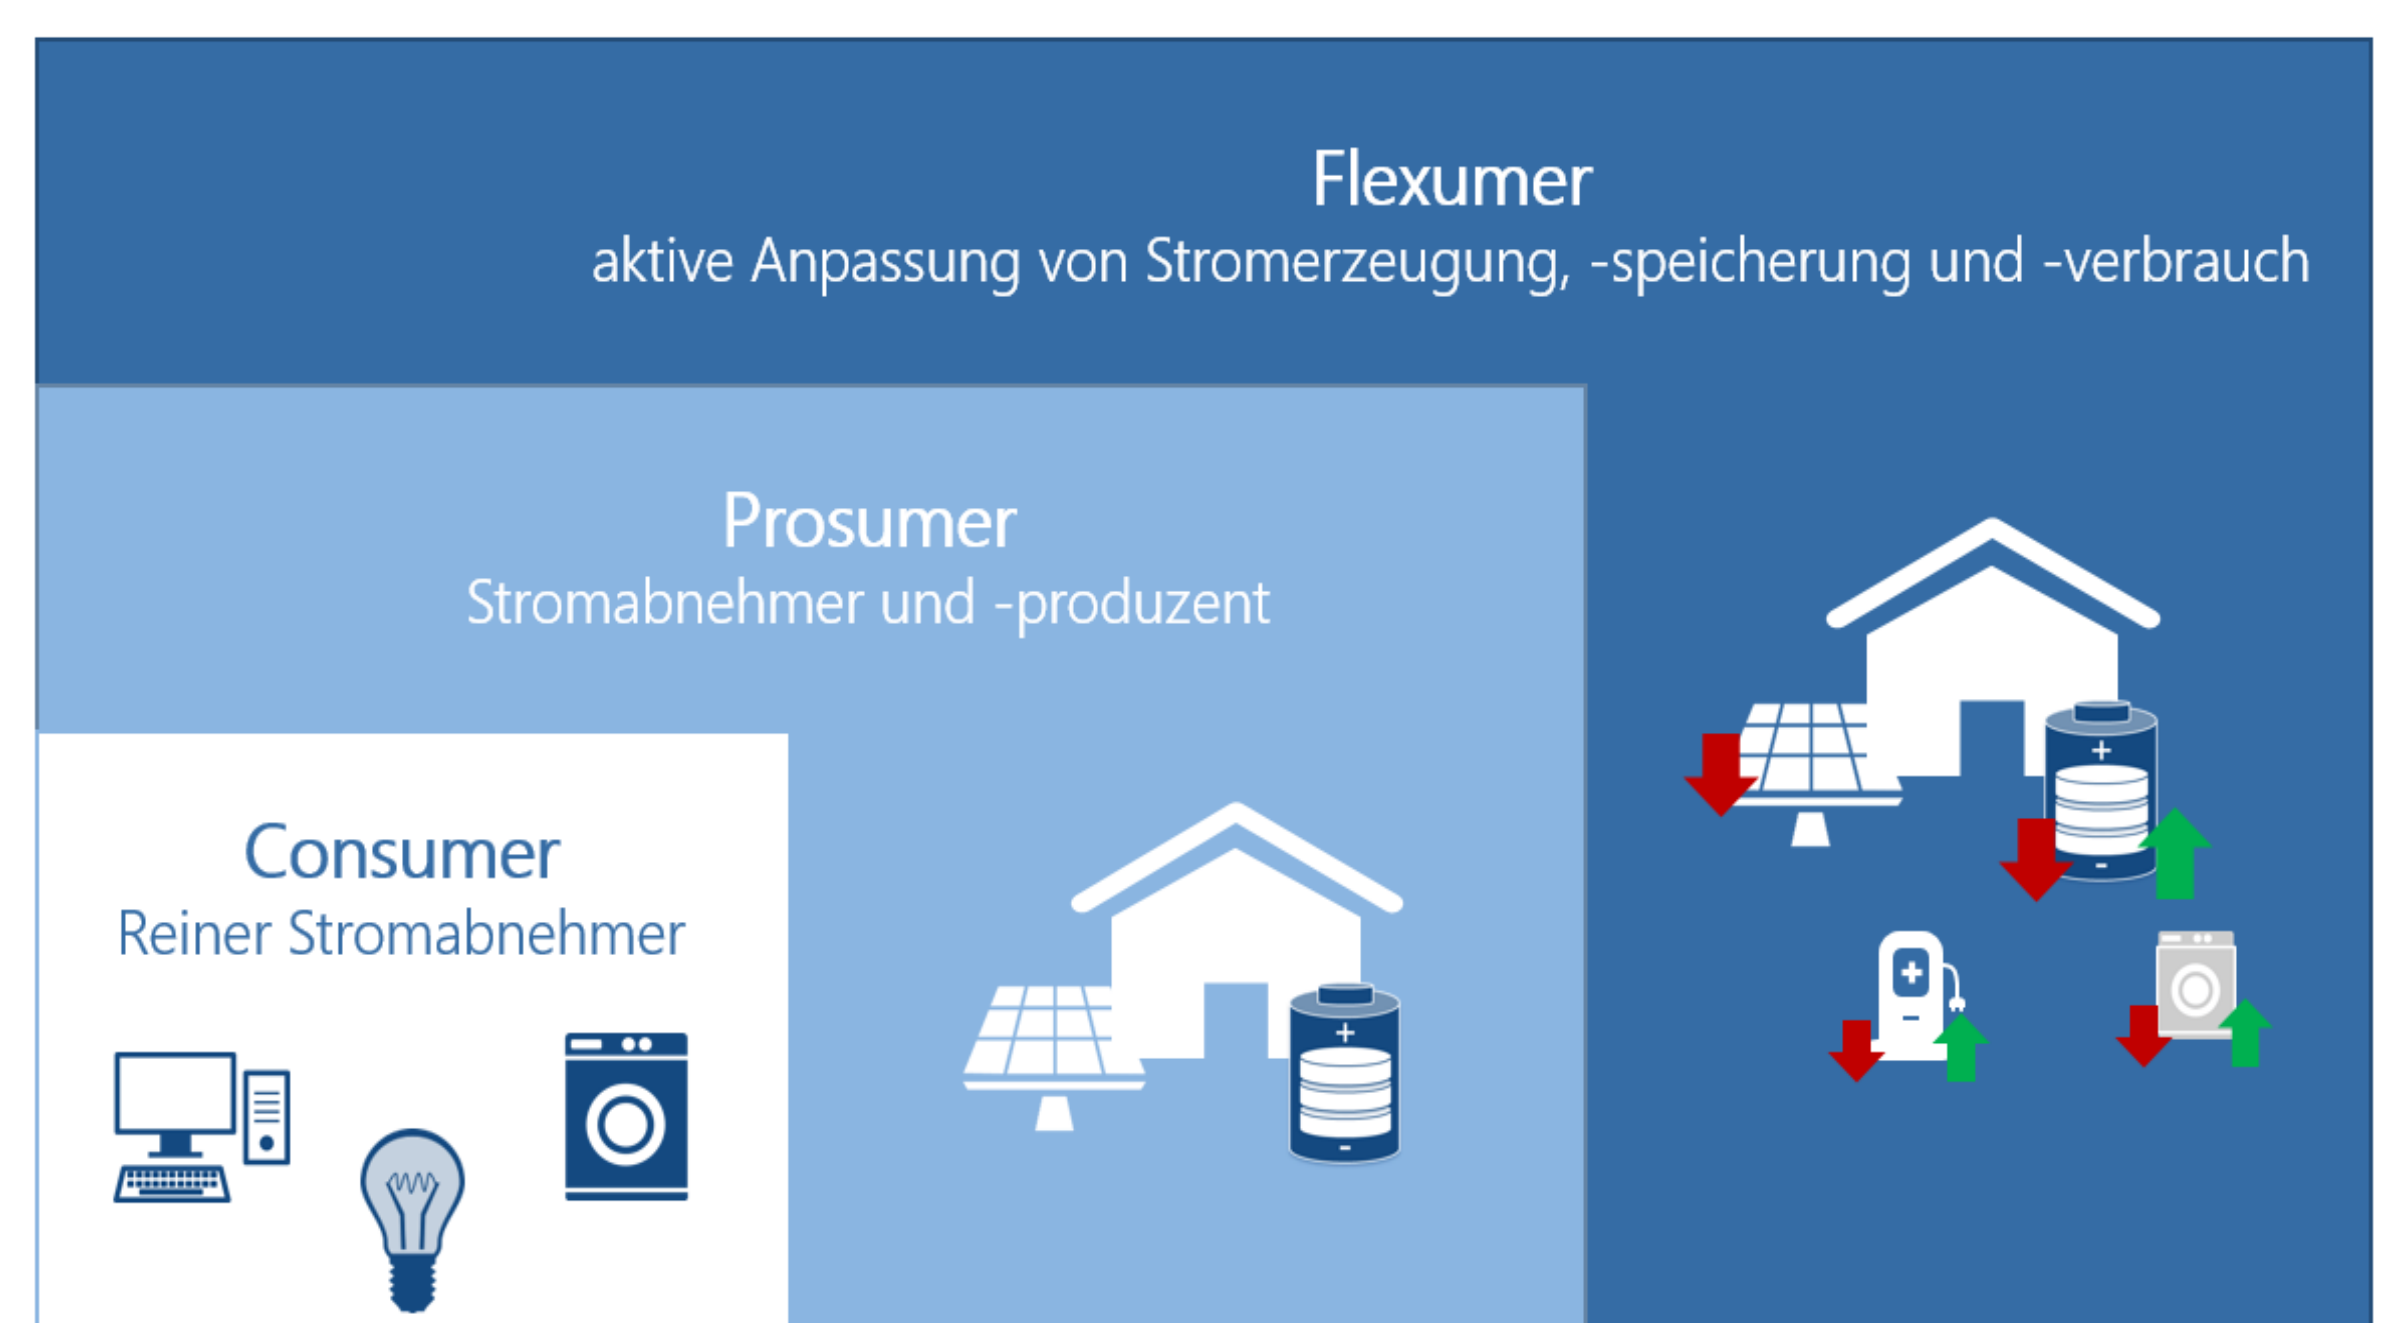 Flexumer
aktive Anpassung von Stromerzeugung, -speicherung und -verbrauch
Prosumer
Stromabnehmer und -produzent
Consumer
Reiner Stromabnehmer